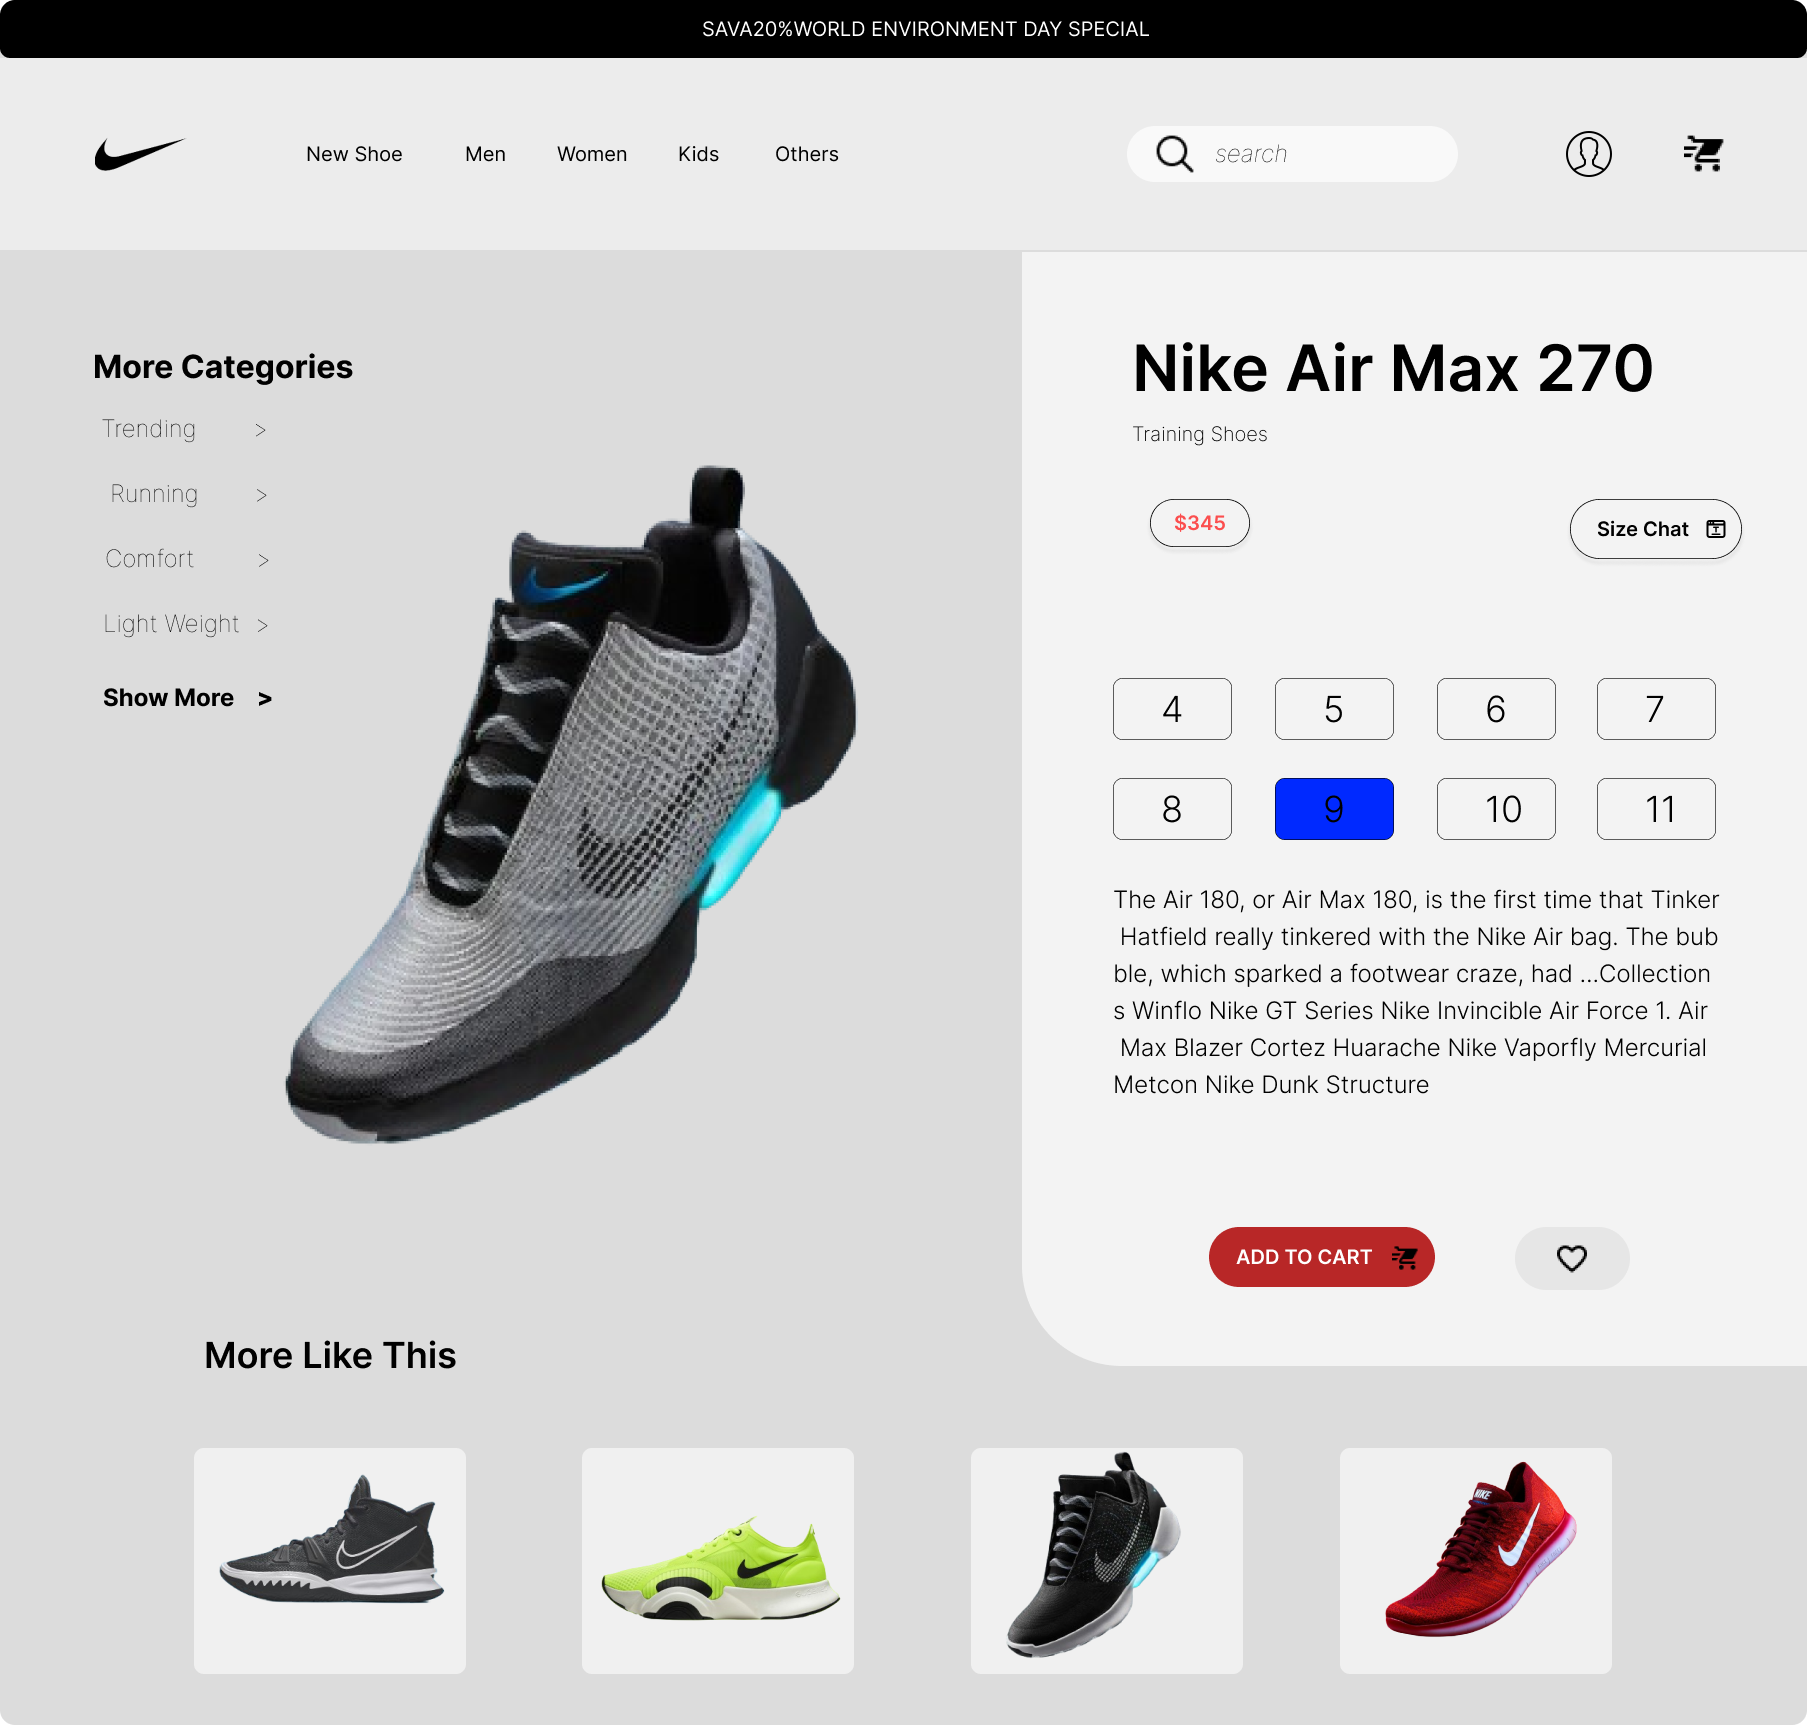 SAVA20%WORLD ENVIRONMENT DAY SPECIAL
New Shoe Men Women Kids Others search
More Categories
Trending >
Running >
Comfort >
Light Weight >
Show More >
Nike Air Max 270
Training Shoes
$345 Size Chat
4 5 6 7
8 9 10 11
The Air 180, or Air Max 180, is the first time that Tinker
Hatfield really tinkered with the Nike Air bag. The bub
ble, which sparked a footwear craze, had ...Collection
s Winflo Nike GT Series Nike Invincible Air Force 1. Air
Max Blazer Cortez Huarache Nike Vaporfly Mercurial
Metcon Nike Dunk Structure
ADD TO CART
More Like This
NIKE